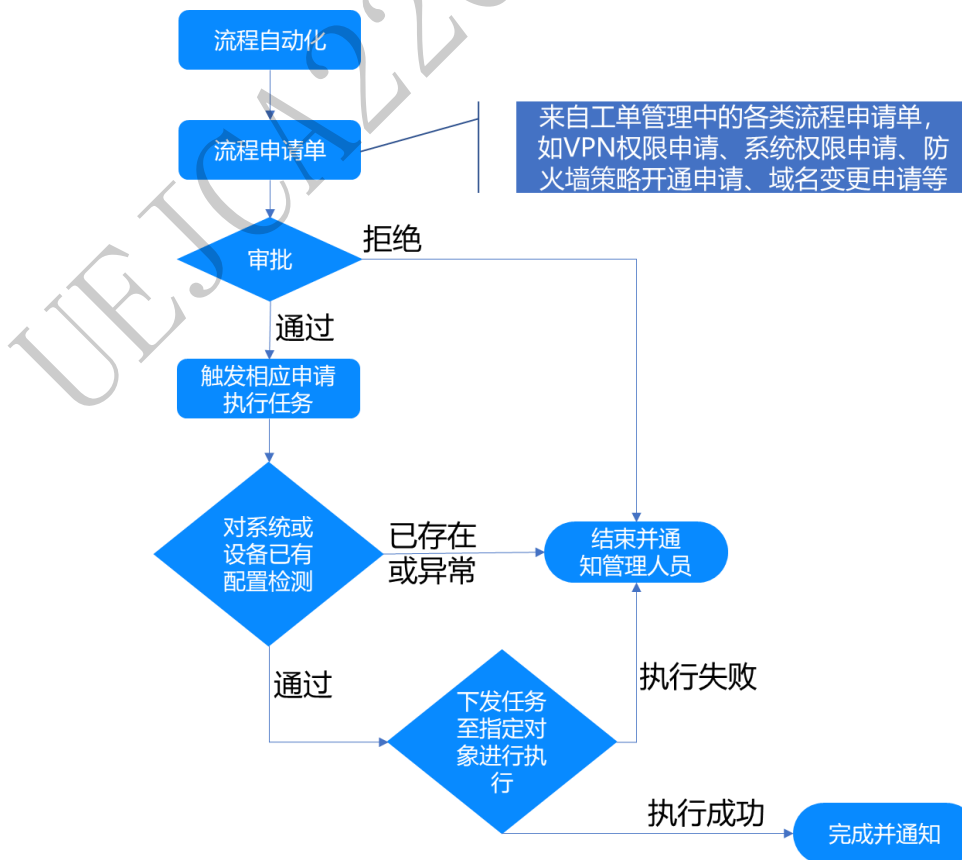 流程自动化
流程申请单
来自工单管理中的各类流程申请单，
如VPN权限申请、系统权限申请、防
火墙策略开通申请、域名变更申请等
审批
拒绝
通过
触发相应申请
执行任务
对系统或
设备已有
配置检测
已存在
或异常
结束并通
知管理人员
通过
下发任务
至指定对
象进行执
行
执行失败
执行成功
完成并通知